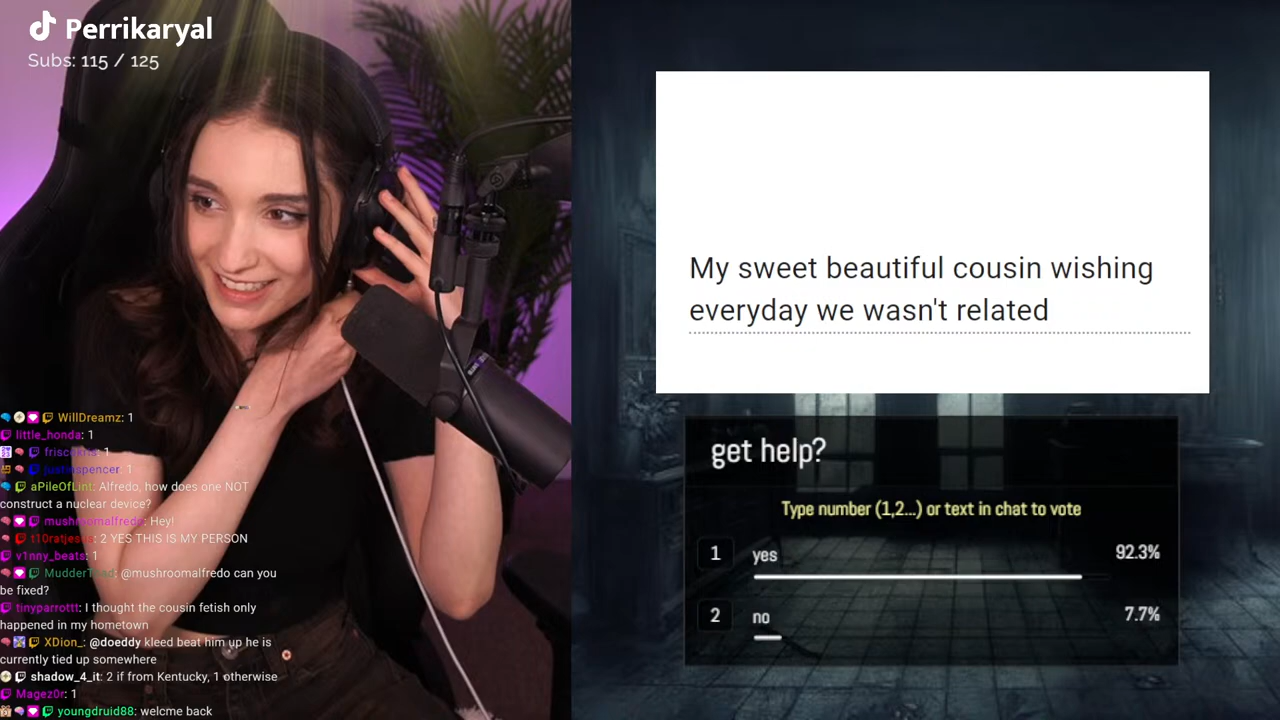 Perrikaryal
Subs: 115 / 125
My sweet beautiful cousin wishing
everyday we wasn't related
get help?
Type number (1,2...) or text in chat to vote
1 yes 92.3%
2 no 7.7%
WillDreamz: 1
little_honda: 1
1
1
aPileOfLint: Alfredo, how does one NOT
construct a nuclear device?
mushroomalfredo: Hey!
2 YES THIS IS MY PERSON
v1nny_beats: 1
@mushroomalfredo can you
be fixed?
tinyparrottt: I thought the cousin fetish only
happened in my hometown
XDion_: @doeddy kleed beat him up he is
currently tied up somewhere
shadow_4_it: 2 if from Kentucky, 1 otherwise
Magez0r: 1
youngdruid88: welcme back